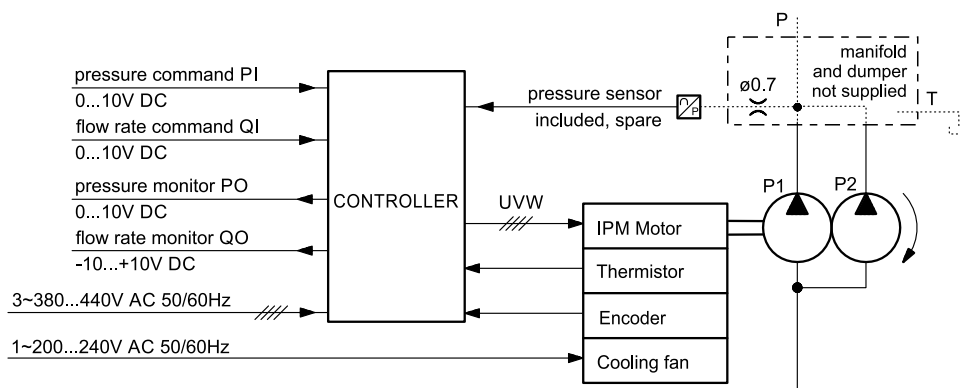 pressure command PI
0...10V DC
flow rate command QI
0...10V DC
pressure monitor PO
0...10V DC
flow rate monitor QO
-10...+10V DC
3~380...440V AC 50/60Hz
1~200...240V AC 50/60Hz
CONTROLLER
pressure sensor
included, spare
P
UVW
IPM Motor
Thermistor
Encoder
Cooling fan
P
manifold
and dumper
not supplied
ø0.7
T
P1
P2